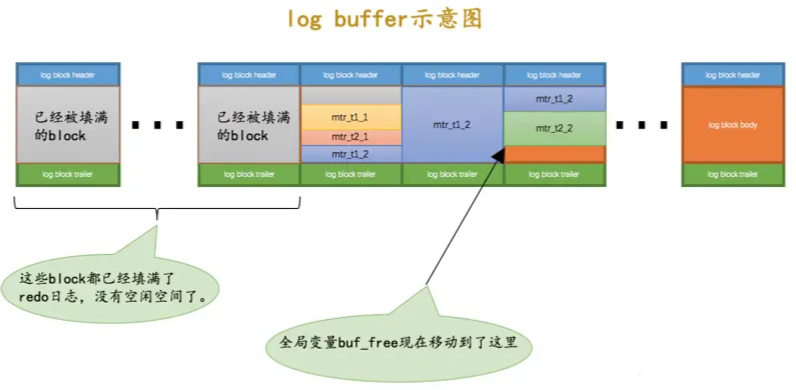 log buffer示意图
log block header
log block header
log block header
log block header
log block header
log block header
已经被填满
的block
已经被填满
的block
mtr_t1_1
mtr_t2_1
mtr_t1_2
mtr_t1_2
mtr_t1_2
mtr_t2_2
log block body
log block trailer
log block trailer
log block trailer
log block trailer
log block trailer
log block trailer
这些block都已经填满了
redo日志，没有空闲空间了。
全局变量buf_free现在移动到了这里